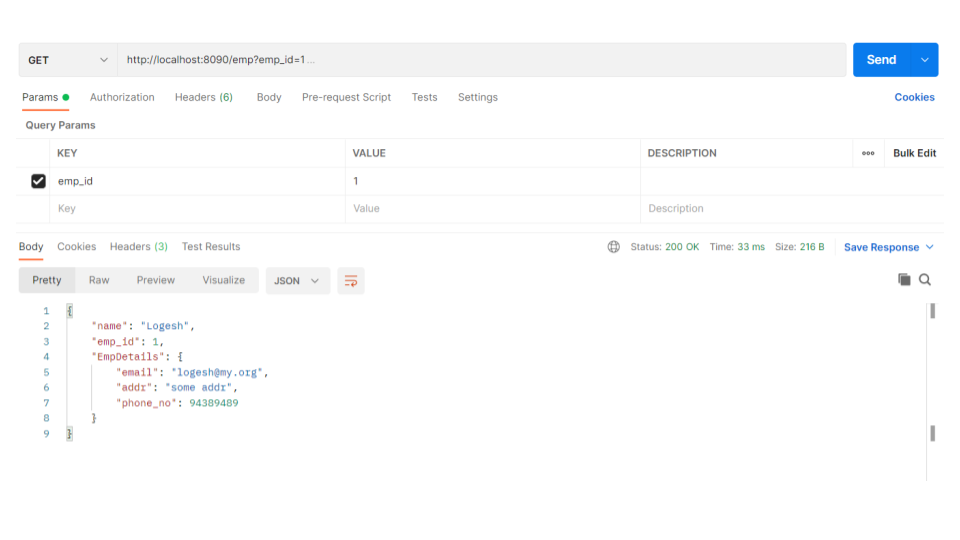 GET http://localhost:8090/emp?emp_id=1... Send
Params Authorization Headers (6) Body Pre-request Script Tests Settings Cookies
Query Params
KEY VALUE DESCRIPTION ooo Bulk Edit
emp_id 1
Key Value Description
Body Cookies Headers (3) Test Results Status: 200 OK Time: 33 ms Size: 216 B Save Response
Pretty Raw Preview Visualize JSON
1 {
2 "name": "Logesh",
3 "emp_id": 1,
4 "EmpDetails": {
5 "email": "logesh@my.org",
6 "addr": "some addr",
7 "phone_no": 94389489
8 }
9 }